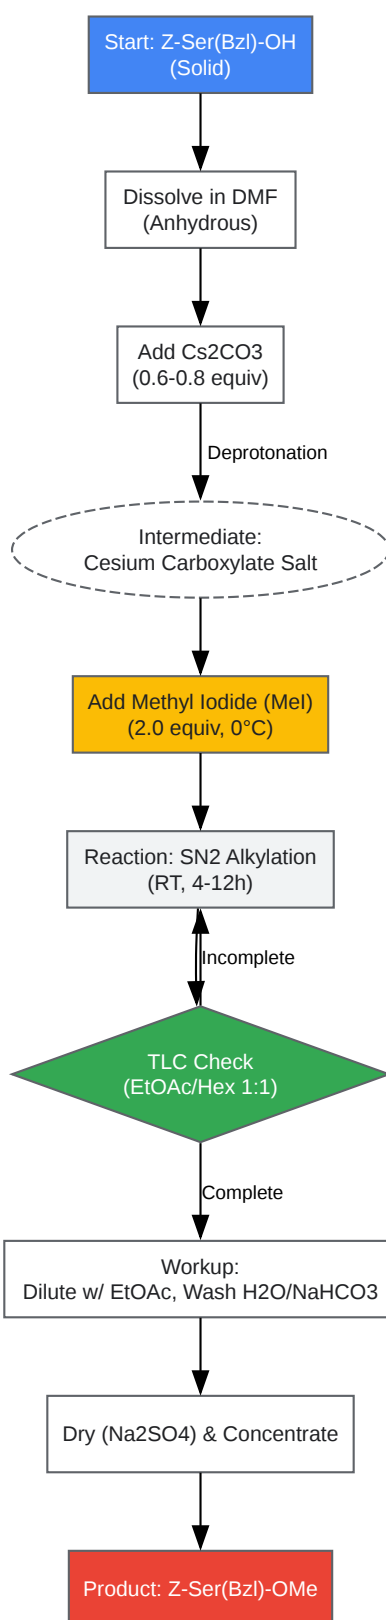 Start: Z-Ser(Bzl)-OH
(Solid)
Dissolve in DMF
(Anhydrous)
Add Cs2CO3
(0.6-0.8 equiv)
Deprotonation
Intermediate:
Cesium Carboxylate Salt
Add Methyl Iodide (MeI)
(2.0 equiv, 0°C)
Reaction: SN2 Alkylation
(RT, 4-12h)
Incomplete
TLC Check
(EtOAc/Hex 1:1)
Complete
Workup:
Dilute w/ EtOAc, Wash H2O/NaHCO3
Dry (Na2SO4) & Concentrate
Product: Z-Ser(Bzl)-OMe